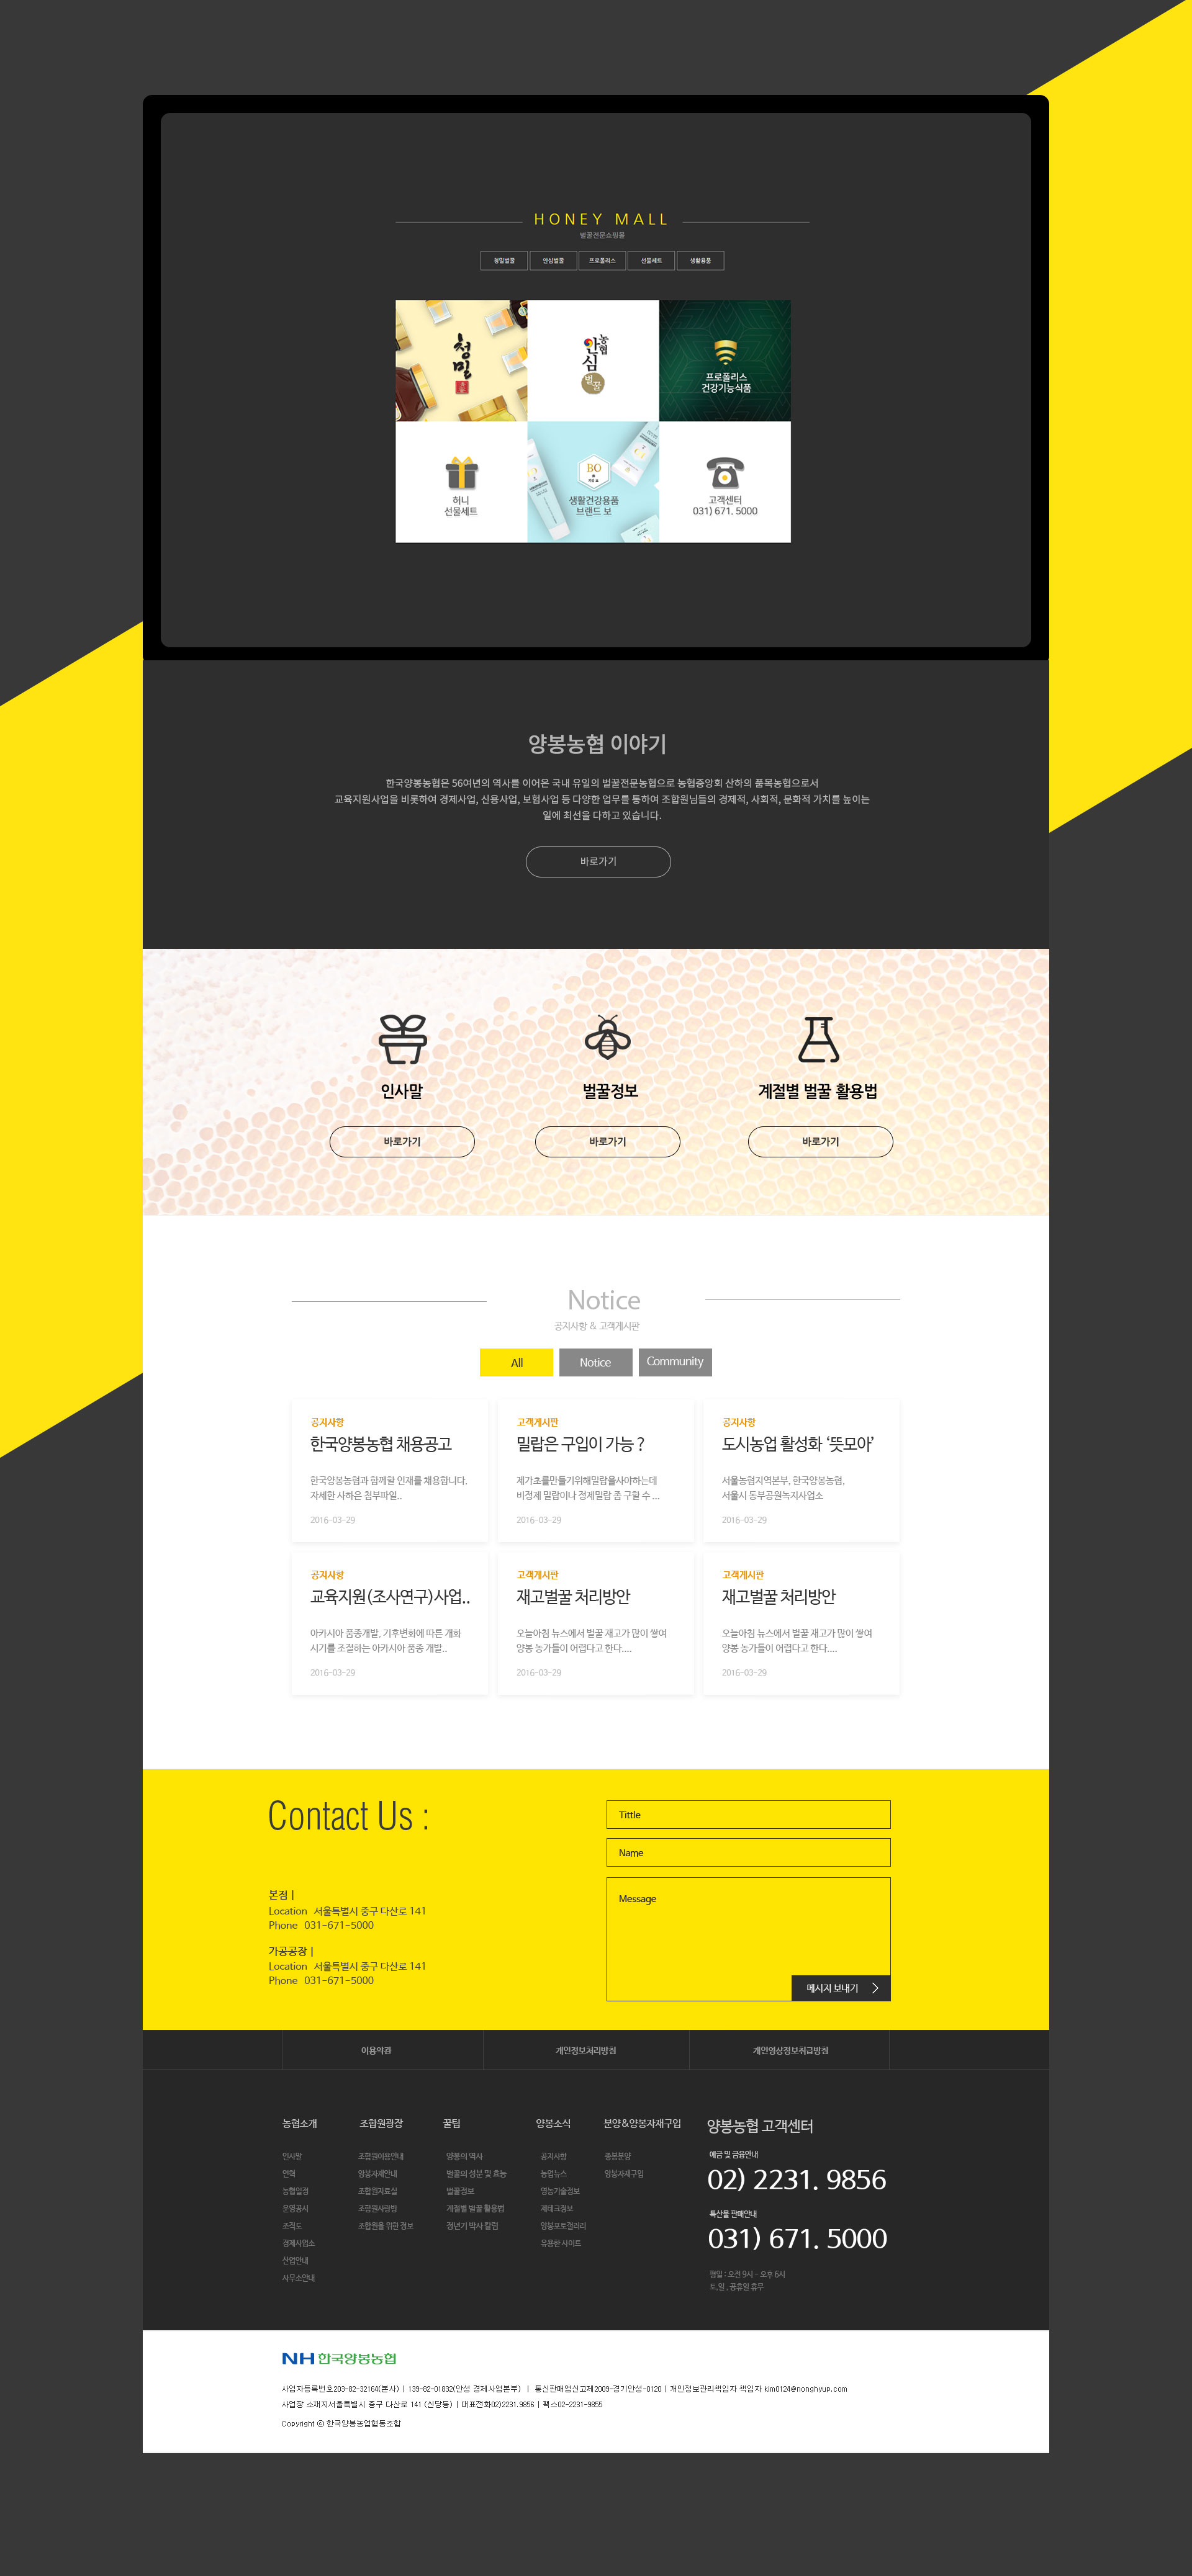 HONEY MALL
벌꿀전문쇼핑몰
청밀벌꿀
안심벌꿀
프로폴리스
선물세트
생활용품
청밀
농협
안심
벌꿀
프로폴리스
건강기능식품
허니
선물세트
BO
생활건강용품
브랜드 보
고객센터
031) 671. 5000
양봉농협 이야기
한국양봉농협은 56여년의 역사를 이어온 국내 유일의 벌꿀전문농협으로 농협중앙회 산하의 품목농협으로서
교육지원사업을 비롯하여 경제사업, 신용사업, 보험사업 등 다양한 업무를 통하여 조합원님들의 경제적, 사회적, 문화적 가치를 높이는
일에 최선을 다하고 있습니다.
바로가기
인사말
벌꿀정보
계절별 벌꿀 활용법
바로가기
바로가기
바로가기
Notice
공지사항 & 고객게시판
All
Notice
Community
공지사항
한국양봉농협 채용공고
한국양봉농협과 함께할 인재를 채용합니다.
자세한 사하은 첨부파일..
2016-03-29
고객게시판
밀랍은 구입이 가능 ?
제가초를만들기위해밀랍을사야하는데
비정제 밀랍이나 정제밀랍 좀 구할 수 ...
2016-03-29
공지사항
도시농업 활성화 ‘뜻모아’
서울농협지역본부, 한국양봉농협,
서울시 동부공원녹지사업소
2016-03-29
공지사항
교육지원(조사연구)사업..
아카시아 품종개발, 기후변화에 따른 개화
시기를 조절하는 아카시아 품종 개발..
2016-03-29
고객게시판
재고벌꿀 처리방안
오늘아침 뉴스에서 벌꿀 재고가 많이 쌓여
양봉 농가들이 어렵다고 한다....
2016-03-29
고객게시판
재고벌꿀 처리방안
오늘아침 뉴스에서 벌꿀 재고가 많이 쌓여
양봉 농가들이 어렵다고 한다....
2016-03-29
Contact Us :
본점 |
Location 서울특별시 중구 다산로 141
Phone 031-671-5000
가공공장 |
Location 서울특별시 중구 다산로 141
Phone 031-671-5000
Tittle
Name
Message
메시지 보내기
이용약관
개인정보처리방침
개인영상정보취급방침
농협소개
인사말
연혁
농협일정
운영공시
조직도
경제사업소
산업안내
사무소안내
조합원광장
조합원이용안내
양봉자재안내
조합원자료실
조합원사랑방
조합원을 위한 정보
꿀팁
양봉의 역사
벌꿀의 성분 및 효능
벌꿀정보
계절별 벌꿀 활용법
정년기 박사 칼럼
양봉소식
공지사항
농업뉴스
영농기술정보
재테크정보
양봉포토갤러리
유용한 사이트
분양&양봉자재구입
종봉분양
양봉자재구입
양봉농협 고객센터
예금 및 금융안내
02) 2231. 9856
특산물 판매안내
031) 671. 5000
평일 : 오전 9시 - 오후 6시
토,일 , 공휴일 휴무
NH 한국양봉농협
사업자등록번호203-82-32164(본사) | 139-82-01832(안성 경제사업본부) | 통신판매업신고제2009-경기안성-0120 | 개인정보관리책임자 책임자 kim0124@nonghyup.com
사업장 소재지서울특별시 중구 다산로 141 (신당동) | 대표전화02)2231.9856 | 팩스02-2231-9855
Copyright ⓒ 한국양봉농업협동조합